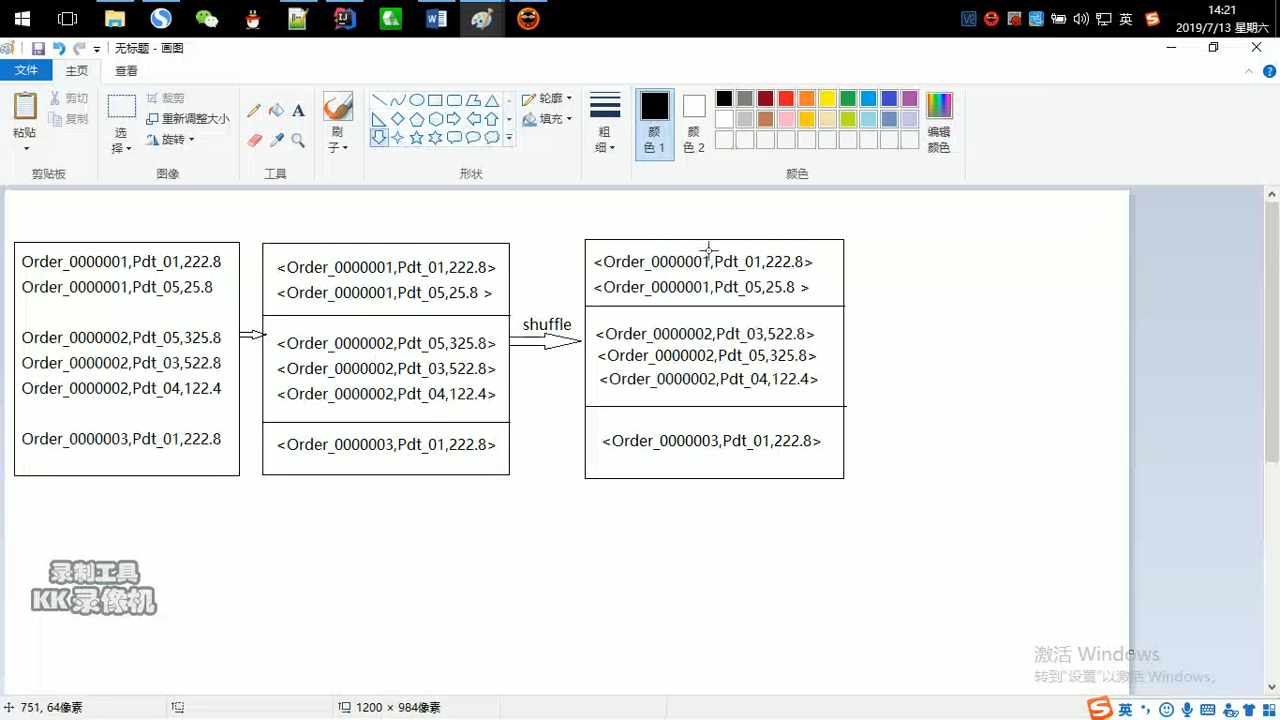 14:21
英
2019/7/13 星期六
无标题 - 画图
文件 主页 查看
粘贴
剪切
复制
选择
裁剪
重新调整大小
旋转
A
刷子
轮廓
填充
粗细
颜色 1
颜色 2
编辑颜色
剪贴板 图像 工具 形状 颜色
Order_0000001,Pdt_01,222.8
Order_0000001,Pdt_05,25.8
Order_0000002,Pdt_05,325.8
Order_0000002,Pdt_03,522.8
Order_0000002,Pdt_04,122.4
Order_0000003,Pdt_01,222.8
<Order_0000001,Pdt_01,222.8>
<Order_0000001,Pdt_05,25.8 >
<Order_0000002,Pdt_05,325.8>
<Order_0000002,Pdt_03,522.8>
<Order_0000002,Pdt_04,122.4>
<Order_0000003,Pdt_01,222.8>
shuffle
<Order_0000001,Pdt_01,222.8>
<Order_0000001,Pdt_05,25.8 >
<Order_0000002,Pdt_03,522.8>
<Order_0000002,Pdt_05,325.8>
<Order_0000002,Pdt_04,122.4>
<Order_0000003,Pdt_01,222.8>
录制工具
KK 录像机
激活 Windows
转到"设置"以激活 Windows。
751, 64像素
1200 × 984像素
英